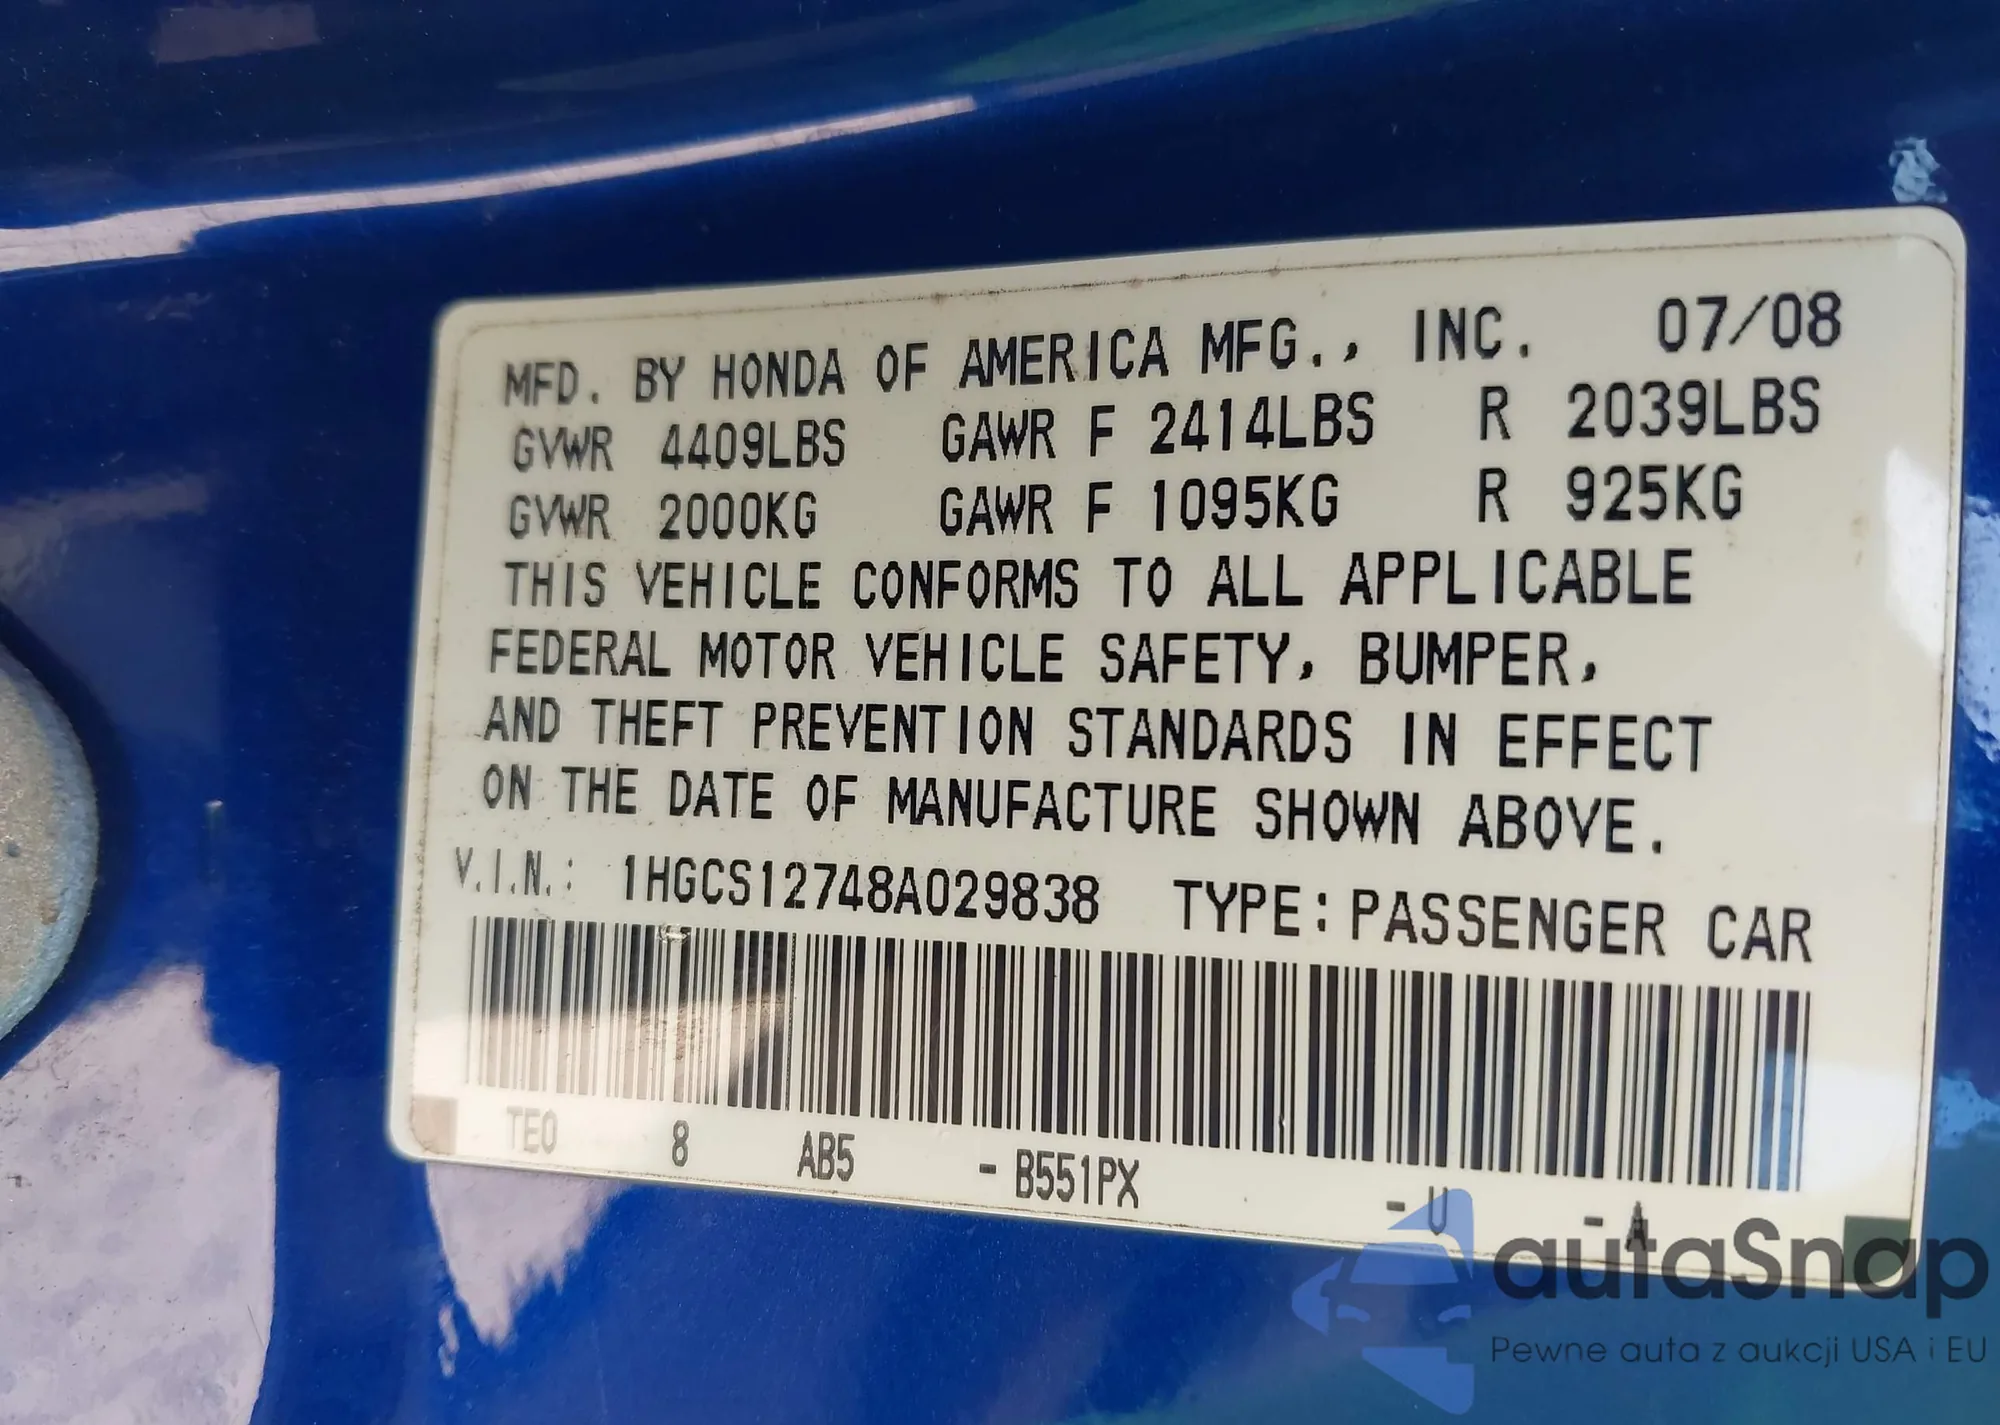 MFD. BY HONDA OF AMERICA MFG., INC. 07/08
GVWR 4409LBS GAWR F 2414LBS R 2039LBS
GVWR 2000KG GAWR F 1095KG R 925KG
THIS VEHICLE CONFORMS TO ALL APPLICABLE
FEDERAL MOTOR VEHICLE SAFETY, BUMPER,
AND THEFT PREVENTION STANDARDS IN EFFECT
ON THE DATE OF MANUFACTURE SHOWN ABOVE.
V.I.N.: 1HGCS12748A029838 TYPE: PASSENGER CAR
TE0 8 AB5 - B551PX - U - A
autaSnap
Pewne auta z aukcji USA i EU